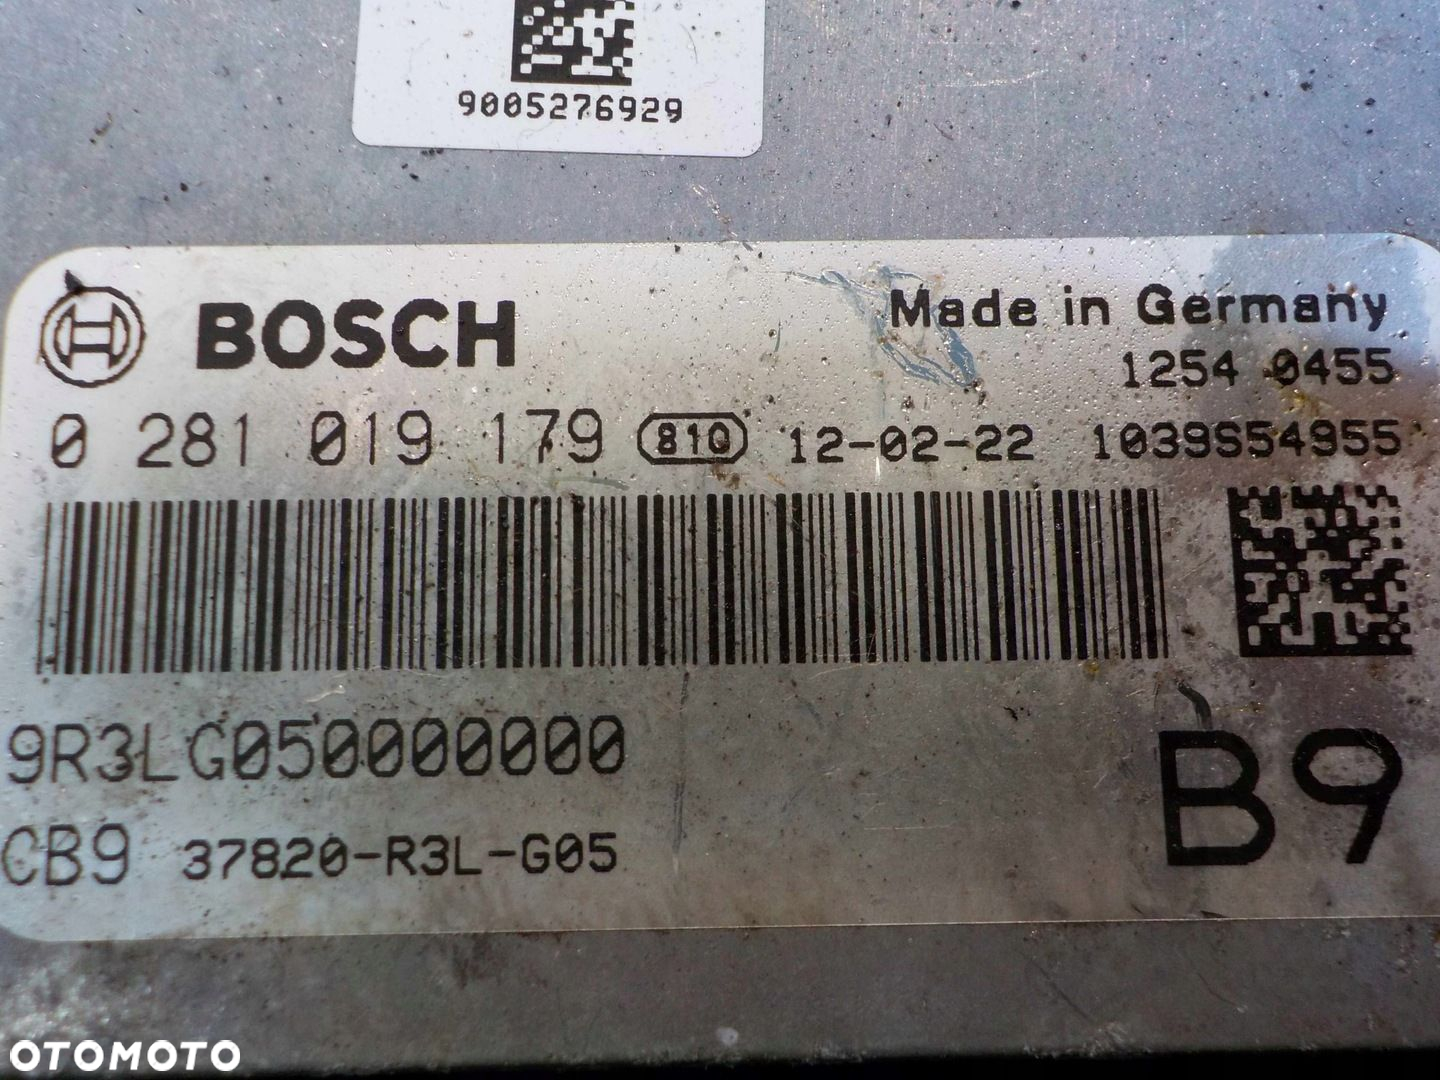 9005276929
BOSCH Made in Germany
1254 0455
0 281 019 179 810 12-02-22 1039S54955
9R3LG050000000
CB9 37820-R3L-G05 B9
OTOMOTO